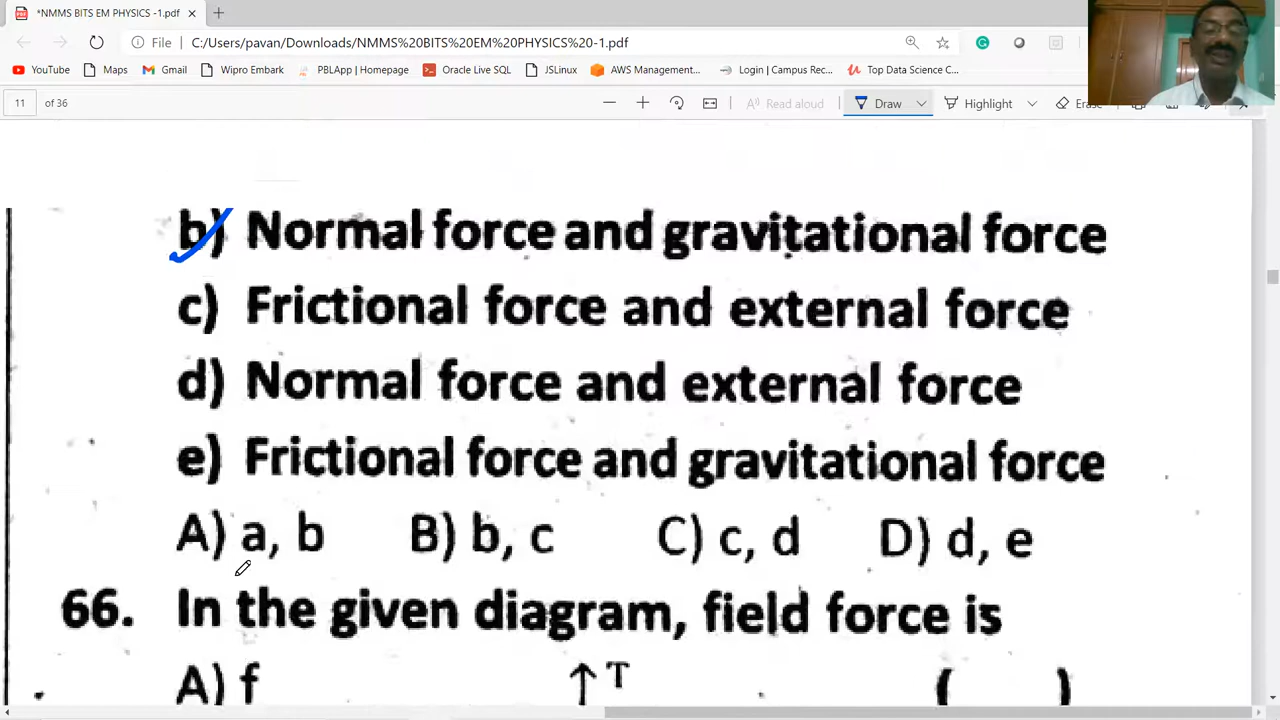 *NMMS BITS EM PHYSICS -1.pdf
File C:/Users/pavan/Downloads/NMMS%20BITS%20EM%20PHYSICS%20-1.pdf
YouTube Maps Gmail Wipro Embark PBLApp | Homepage Oracle Live SQL JSLinux AWS Management... Login | Campus Rec... Top Data Science C...
11 of 36 Read aloud Draw Highlight Erase
b) Normal force and gravitational force
c) Frictional force and external force
d) Normal force and external force
e) Frictional force and gravitational force
A) a, b B) b, c C) c, d D) d, e
66. In the given diagram, field force is
A) f ↑ T ( )